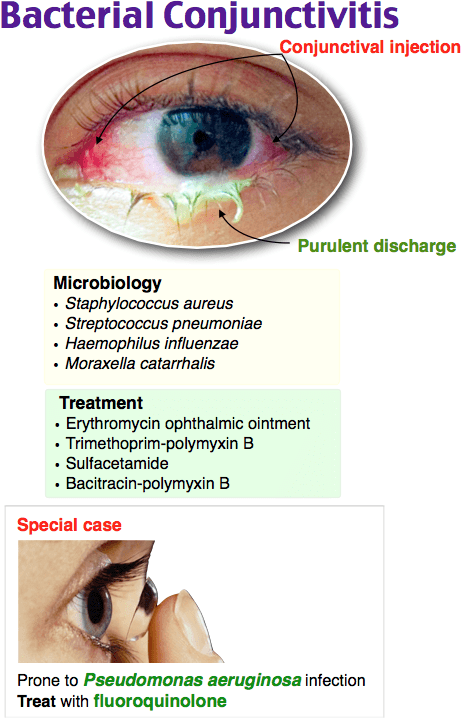 Bacterial Conjunctivitis
Conjunctival injection
Purulent discharge
Microbiology
• Staphylococcus aureus
• Streptococcus pneumoniae
• Haemophilus influenzae
• Moraxella catarrhalis
Treatment
• Erythromycin ophthalmic ointment
• Trimethoprim-polymyxin B
• Sulfacetamide
• Bacitracin-polymyxin B
Special case
Prone to Pseudomonas aeruginosa infection
Treat with fluoroquinolone